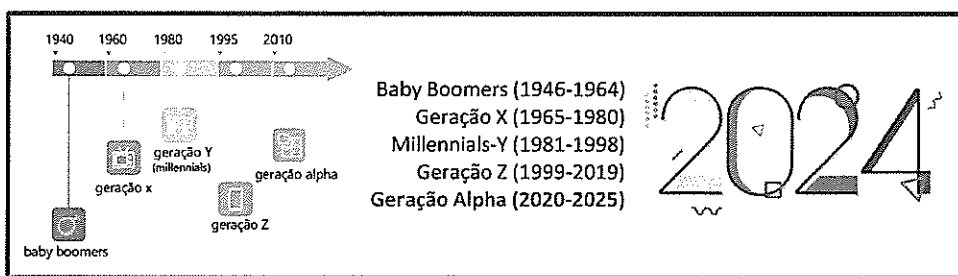 1940 1960 1980 1995 2010
baby boomers
geração x
geração Y
(millennials)
geração Z
geração alpha
Baby Boomers (1946-1964)
Geração X (1965-1980)
Millennials-Y (1981-1998)
Geração Z (1999-2019)
Geração Alpha (2020-2025)
2024